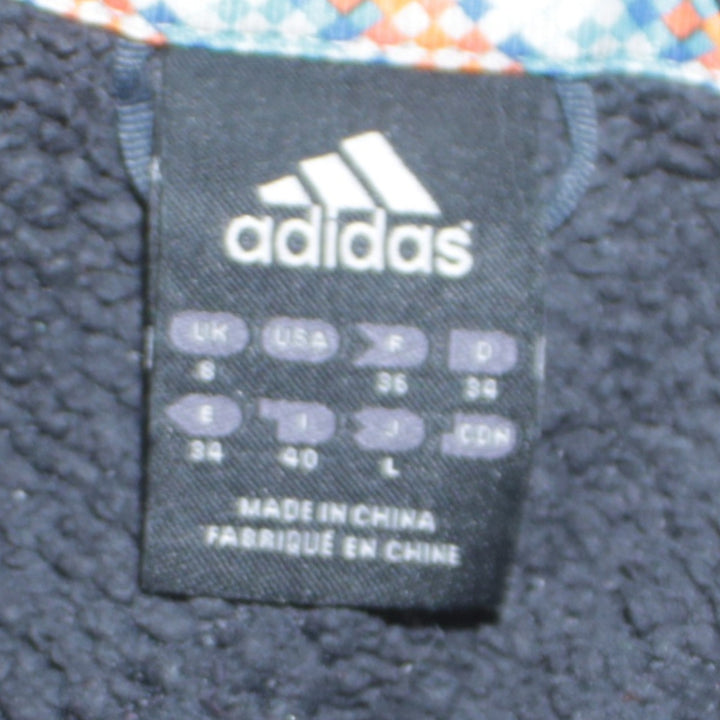 adidas
UK USA F D
8 36 34
E I J CDN
34 40 L
MADE IN CHINA
FABRIQUÉ EN CHINE